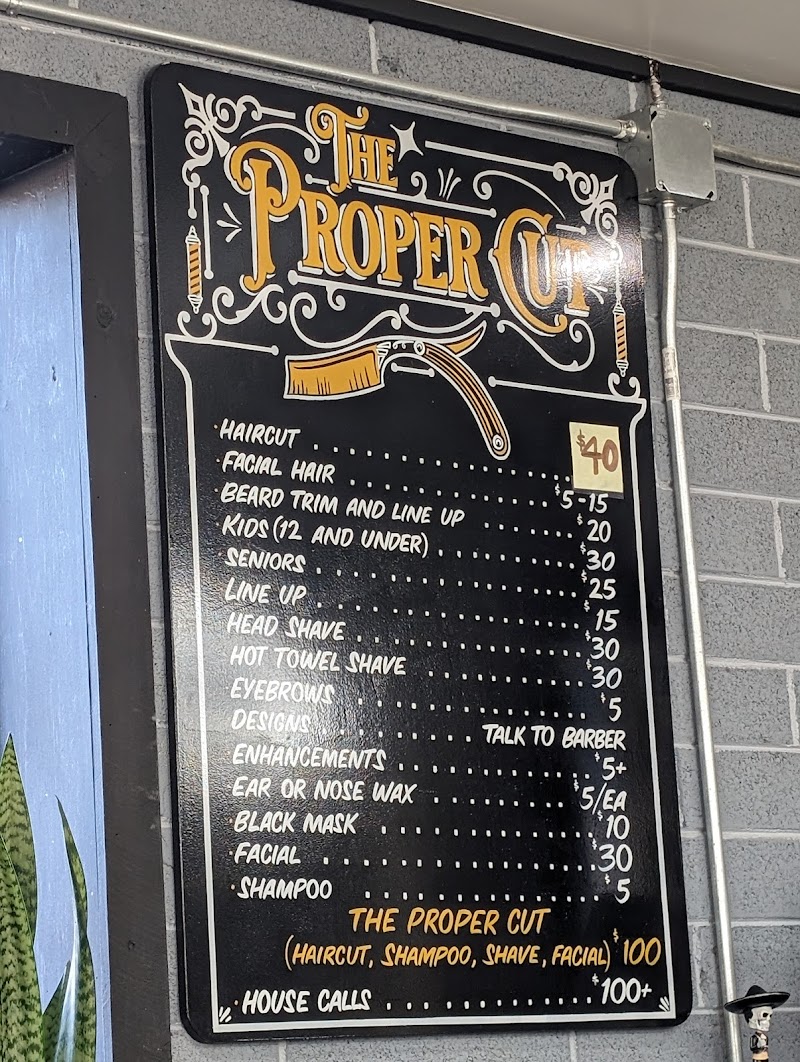 THE
PROPER CUT
HAIRCUT . . . . . . . . . . . . . . $40
FACIAL HAIR . . . . . . . . . . . . $5-15
BEARD TRIM AND LINE UP . . . . . . $20
KIDS (12 AND UNDER) . . . . . . . . $30
SENIORS . . . . . . . . . . . . . . $25
LINE UP . . . . . . . . . . . . . . $15
HEAD SHAVE . . . . . . . . . . . . $30
HOT TOWEL SHAVE . . . . . . . . . $30
EYEBROWS . . . . . . . . . . . . . $5
DESIGNS . . . . . . . . TALK TO BARBER
ENHANCEMENTS . . . . . . . . . . . $5+
EAR OR NOSE WAX . . . . . . . . $5/EA
BLACK MASK . . . . . . . . . . . . $10
FACIAL . . . . . . . . . . . . . . $30
SHAMPOO . . . . . . . . . . . . . $5
THE PROPER CUT
(HAIRCUT, SHAMPOO, SHAVE, FACIAL) $100
HOUSE CALLS . . . . . . . . . . . $100+